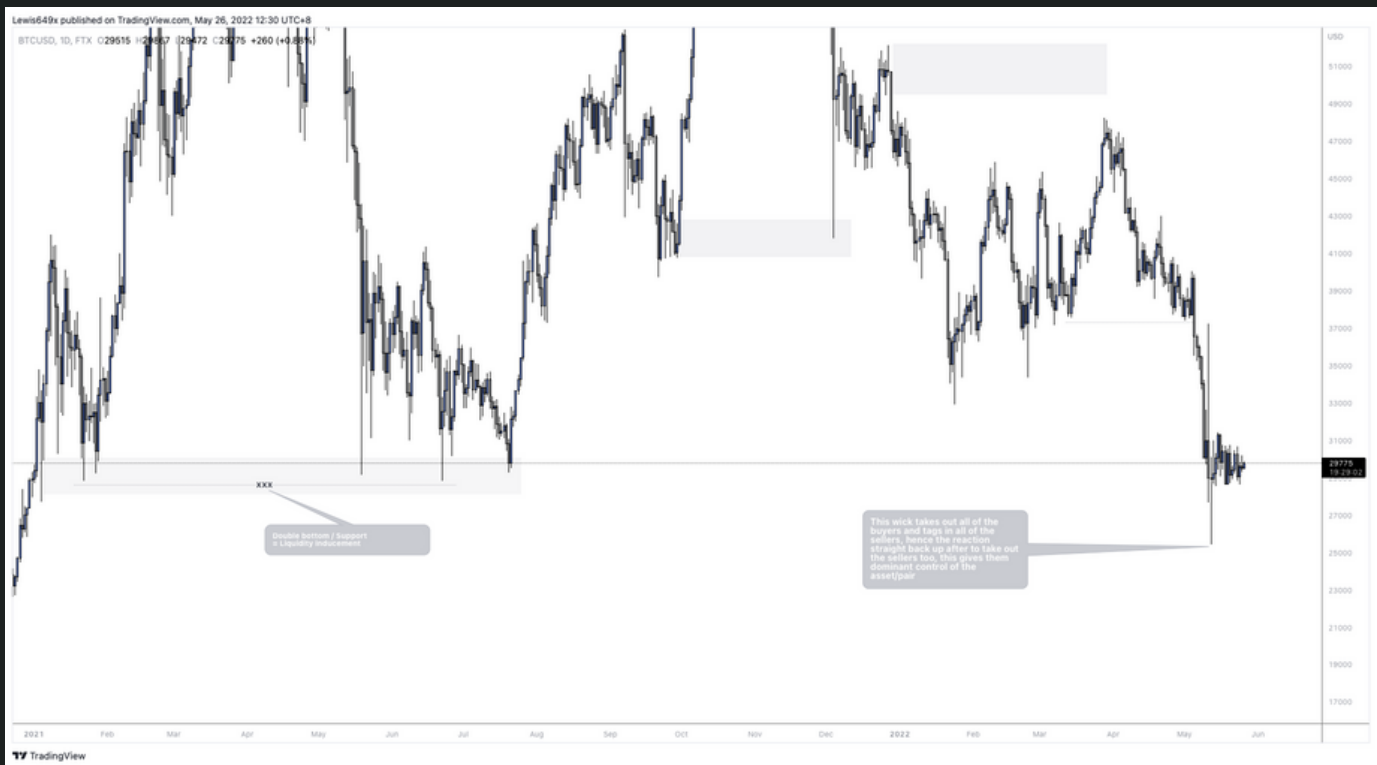 Lewis649x published on TradingView.com, May 26, 2022 12:30 UTC+8
BTCUSD, 1D, FTX O29515 H29867 L29472 C29775 +260 (+0.88%)
USD
51000
49000
47000
45000
43000
41000
39000
37000
35000
33000
31000
29775
19:29:02
27000
25000
23000
21000
19000
17000
xxx
Double bottom / Support
= Liquidity inducement
This wick takes out all of the
buyers and tags in all of the
sellers, hence the reaction
straight back up after to take out
the sellers too, this gives them
dominant control of the
asset/pair
2021 Feb Mar Apr May Jun Jul Aug Sep Oct Nov Dec 2022 Feb Mar Apr May Jun
TradingView